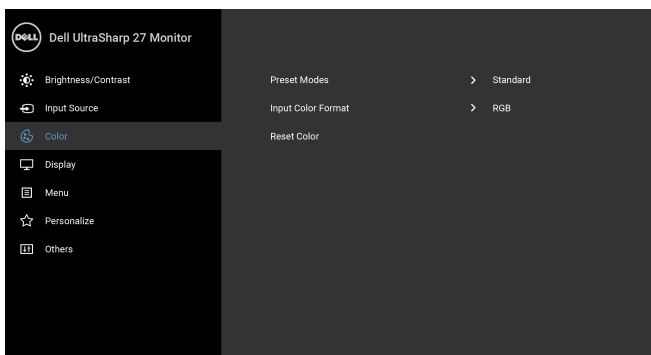 DELL Dell UltraSharp 27 Monitor
Brightness/Contrast
Preset Modes Standard
Input Source
Input Color Format RGB
Color
Reset Color
Display
Menu
Personalize
Others